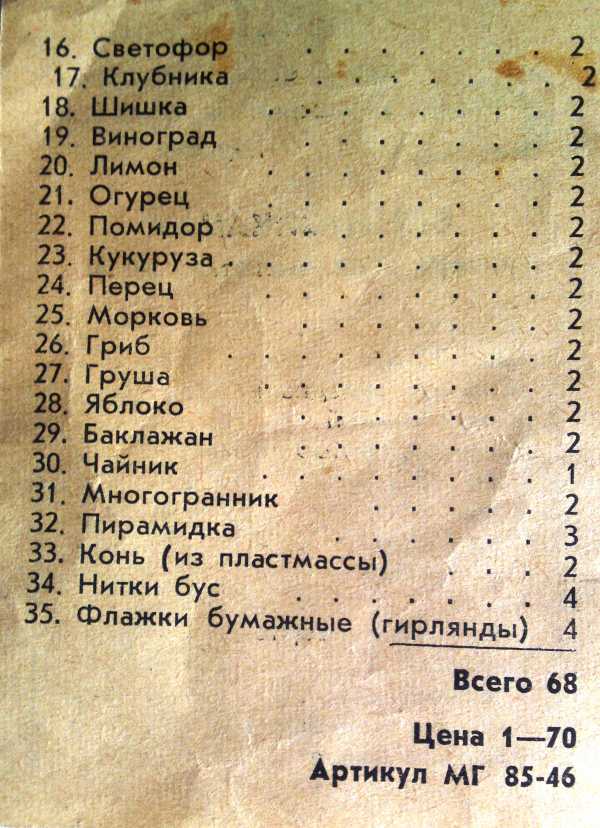 16. Светофор . . . . . . . 2
17. Клубника . . . . . . . . 2
18. Шишка . . . . . . . . 2
19. Виноград . . . . . . . 2
20. Лимон . . . . . . . . 2
21. Огурец . . . . . . . . 2
22. Помидор . . . . . . . . 2
23. Кукуруза . . . . . . . . . 2
24. Перец . . . . . . . . 2
25. Морковь . . . . . . . 2
26. Гриб . . . . . . . . . 2
27. Груша . . . . . . . . 2
28. Яблоко . . . . . . 2
29. Баклажан . . . . . 2
30. Чайник . . . . . . . . 1
31. Многогранник . . . . . 2
32. Пирамидка . . . . . . 3
33. Конь (из пластмассы) . . . 2
34. Нитки бус . . . . . . . 4
35. Флажки бумажные (гирлянды) 4
Всего 68
Цена 1—70
Артикул МГ 85-46